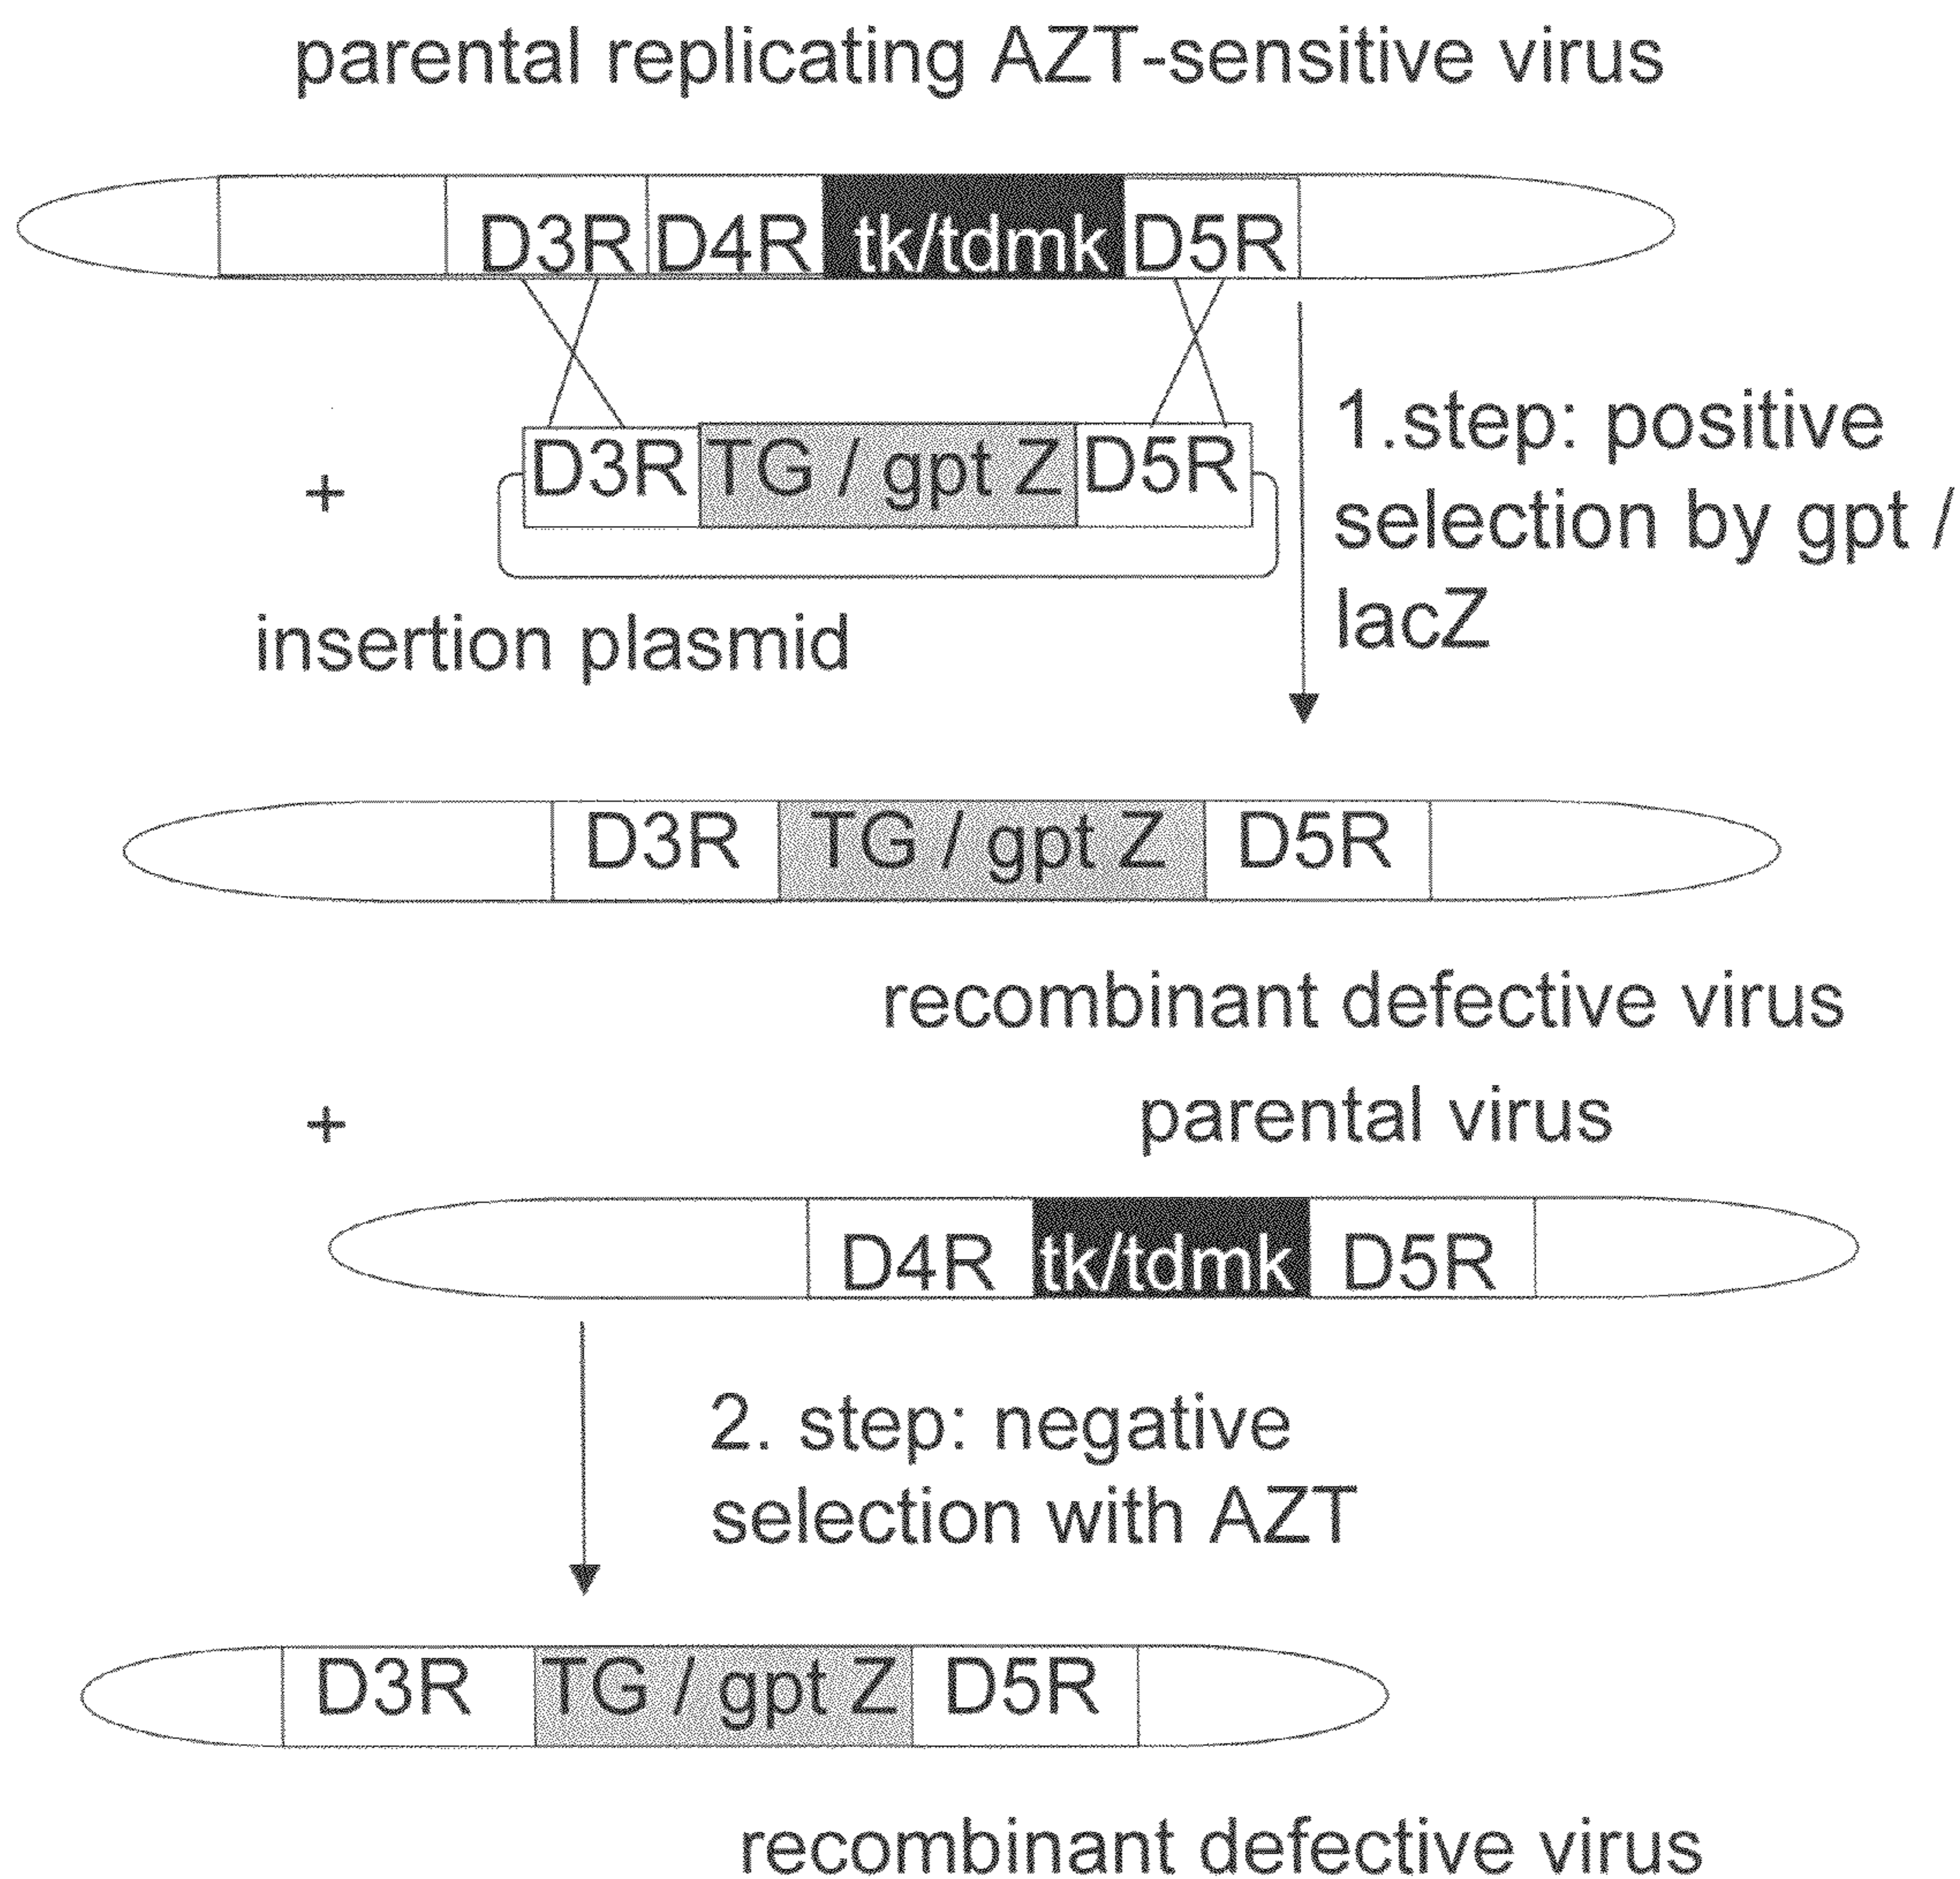 parental replicating AZT-sensitive virus
D3R D4R tk/tdmk D5R
D3R TG / gpt Z D5R
+
insertion plasmid
1.step: positive
selection by gpt /
lacZ
D3R TG / gpt Z D5R
recombinant defective virus
+
parental virus
D4R tk/tdmk D5R
2. step: negative
selection with AZT
D3R TG / gpt Z D5R
recombinant defective virus